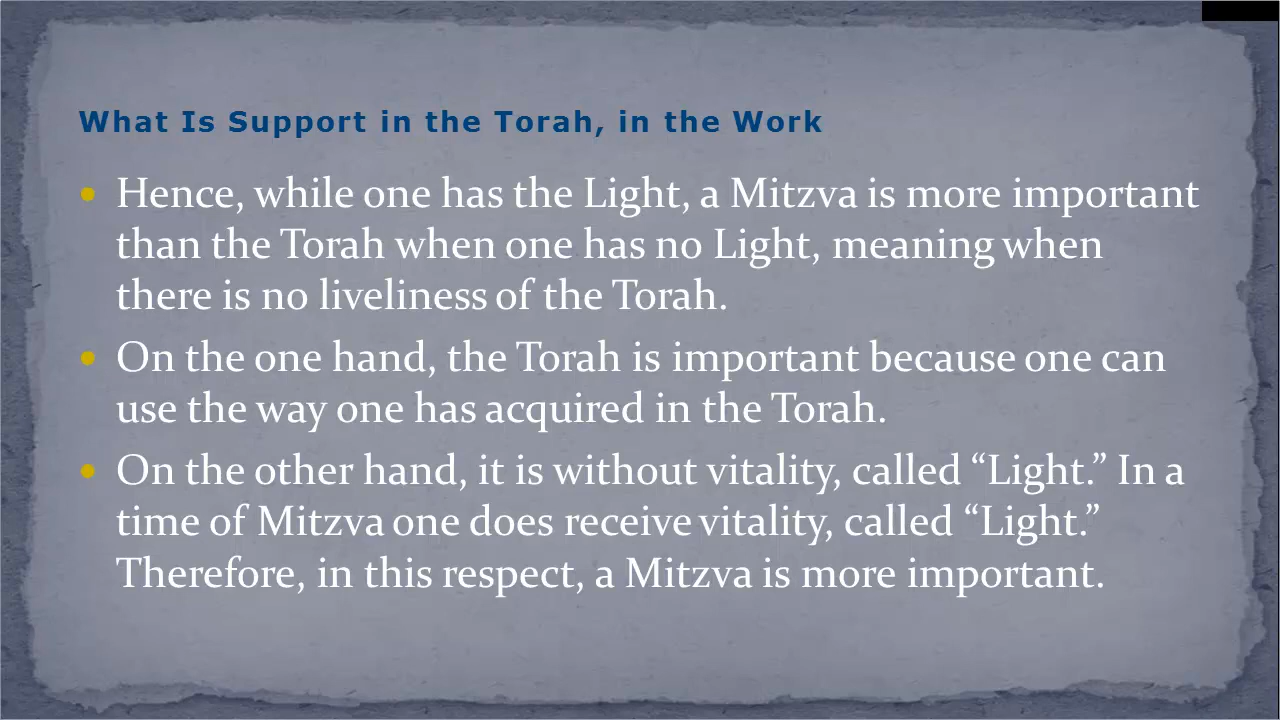 What Is Support in the Torah, in the Work
• Hence, while one has the Light, a Mitzva is more important
than the Torah when one has no Light, meaning when
there is no liveliness of the Torah.
• On the one hand, the Torah is important because one can
use the way one has acquired in the Torah.
• On the other hand, it is without vitality, called “Light.” In a
time of Mitzva one does receive vitality, called “Light.”
Therefore, in this respect, a Mitzva is more important.